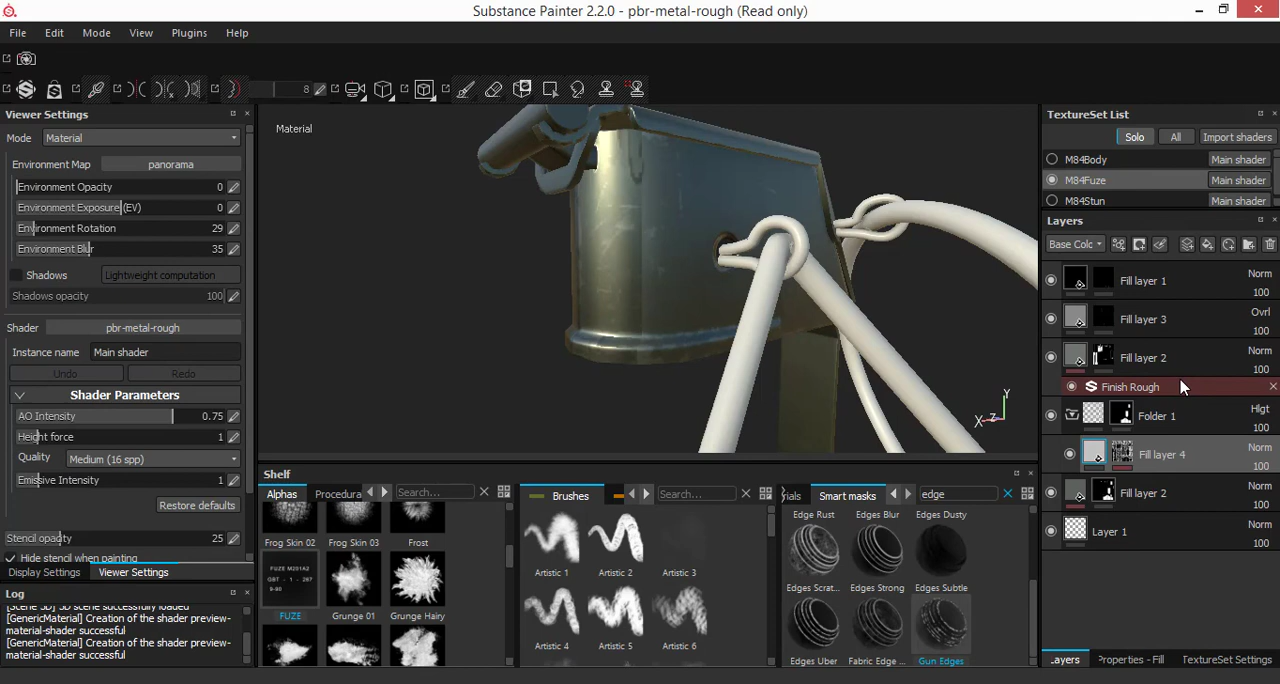 Substance Painter 2.2.0 - pbr-metal-rough (Read only)
File Edit Mode View Plugins Help
8
Viewer Settings
Mode Material
Environment Map panorama
Environment Opacity 0
Environment Exposure (EV) 0
Environment Rotation 29
Environment Blur 35
Shadows Lightweight computation
Shadows opacity 100
Shader pbr-metal-rough
Instance name Main shader
Undo Redo
Shader Parameters
AO Intensity 0.75
Height force 1
Quality Medium (16 spp)
Emissive Intensity 1
Restore defaults
Stencil opacity 25
Hide stencil when painting
Display Settings Viewer Settings
Log
[Scene 3D] 3D scene successfully loaded
[GenericMaterial] Creation of the shader preview-
material-shader successful
[GenericMaterial] Creation of the shader preview-
material-shader successful
Material
Y
X Z
Shelf
Alphas Procedura Search...
Frog Skin 02 Frog Skin 03 Frost
FUZE M201A2
GBT - 1 - 267
9-90
FUZE Grunge 01 Grunge Hairy
Brushes Search...
Artistic 1 Artistic 2 Artistic 3
Artistic 4 Artistic 5 Artistic 6
rials Smart masks edge
Edge Rust Edges Blur Edges Dusty
Edges Scrat... Edges Strong Edges Subtle
Edges Uber Fabric Edge ... Gun Edges
TextureSet List
Solo All Import shaders
M84Body Main shader
M84Fuze Main shader
M84Stun Main shader
Layers
Base Colc
Fill layer 1 Norm
100
Fill layer 3 Ovrl
100
Fill layer 2 Norm
100
Finish Rough
Folder 1 Hlgt
100
Fill layer 4 Norm
100
Fill layer 2 Norm
100
Layer 1 Norm
100
Layers Properties - Fill TextureSet Settings